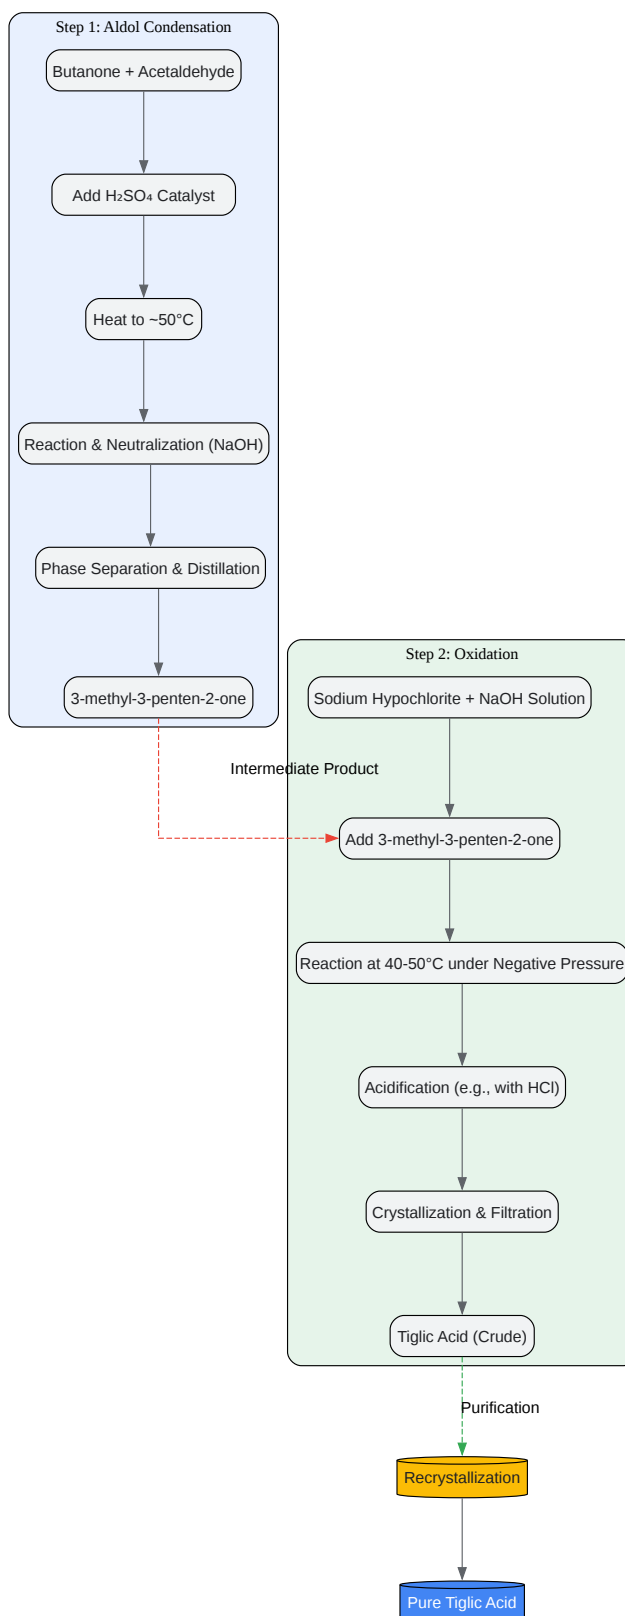 Step 1: Aldol Condensation
Butanone + Acetaldehyde
Add H₂SO₄ Catalyst
Heat to ~50°C
Reaction & Neutralization (NaOH)
Phase Separation & Distillation
3-methyl-3-penten-2-one
Intermediate Product
Step 2: Oxidation
Sodium Hypochlorite + NaOH Solution
Add 3-methyl-3-penten-2-one
Reaction at 40-50°C under Negative Pressure
Acidification (e.g., with HCl)
Crystallization & Filtration
Tiglic Acid (Crude)
Purification
Recrystallization
Pure Tiglic Acid